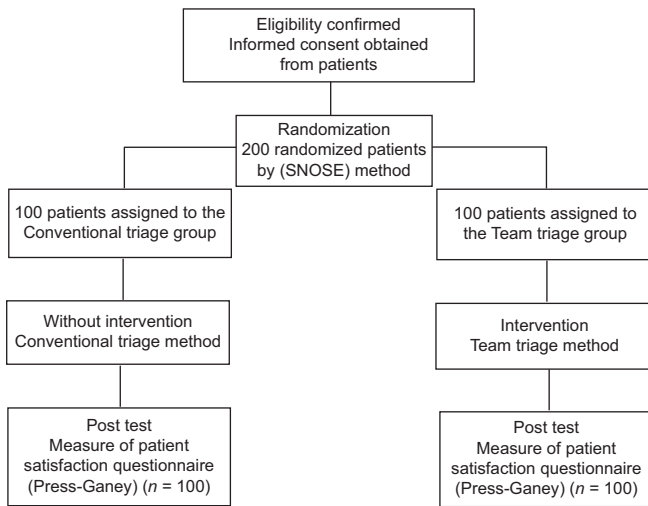 Eligibility confirmed
Informed consent obtained
from patients
Randomization
200 randomized patients
by (SNOSE) method
100 patients assigned to the
Conventional triage group
100 patients assigned to
the Team triage group
Without intervention
Conventional triage method
Intervention
Team triage method
Post test
Measure of patient
satisfaction questionnaire
(Press-Ganey) (n = 100)
Post test
Measure of patient
satisfaction questionnaire
(Press-Ganey) (n = 100)